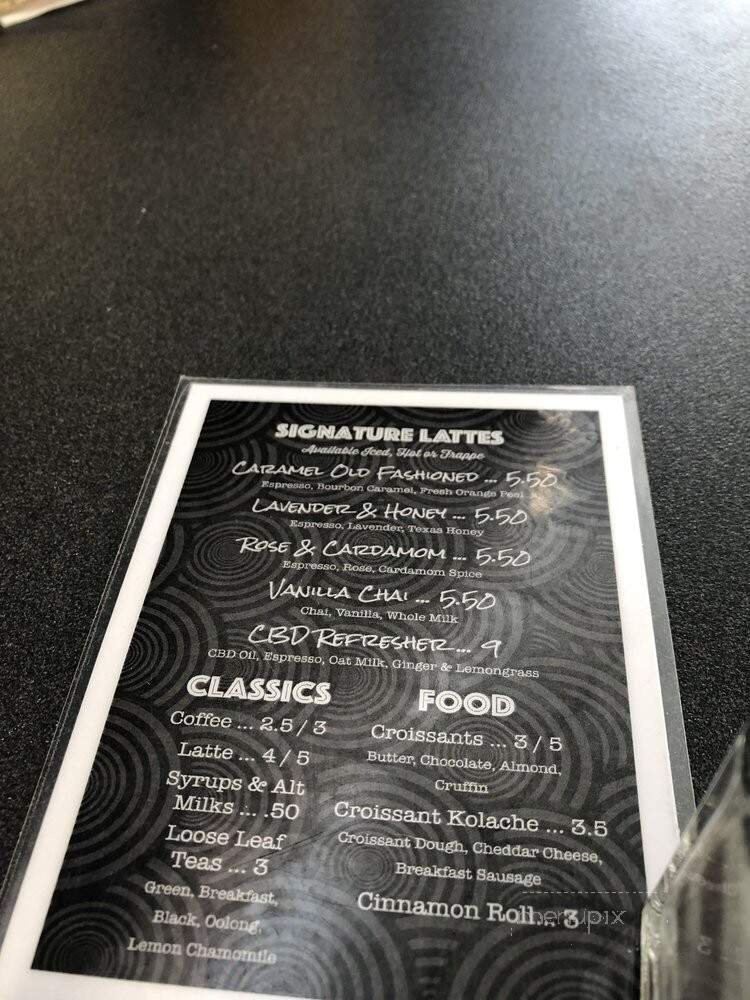 SIGNATURE LATTES
Available Iced, Hot or Frappe
CARAMEL OLD FASHIONED ... 5.50
Espresso, Bourbon Caramel, Fresh Orange Peel
LAVENDER & HONEY ... 5.50
Espresso, Lavender, Texas Honey
ROSE & CARDAMOM ... 5.50
Espresso, Rose, Cardamom Spice
VANILLA CHAI ... 5.50
Chai, Vanilla, Whole Milk
CBD REFRESHER... 9
CBD Oil, Espresso, Oat Milk, Ginger & Lemongrass
CLASSICS
Coffee ... 2.5 / 3
Latte ... 4 / 5
Syrups & Alt
Milks ... .50
Loose Leaf
Teas ... 3
Green, Breakfast,
Black, Oolong,
Lemon Chamomile
FOOD
Croissants ... 3 / 5
Butter, Chocolate, Almond,
Cruffin
Croissant Kolache ... 3.5
Croissant Dough, Cheddar Cheese,
Breakfast Sausage
Cinnamon Roll... 3
menupix